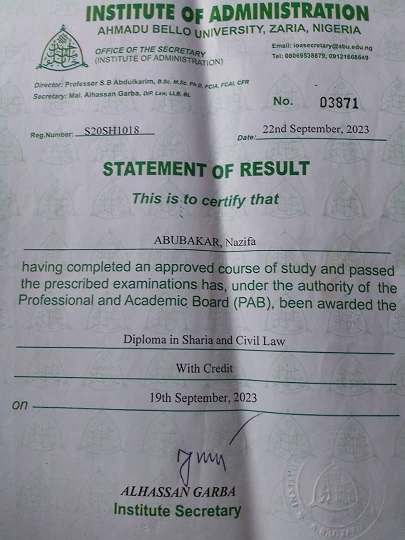 INSTITUTE OF ADMINISTRATION
AHMADU BELLO UNIVERSITY, ZARIA, NIGERIA
OFFICE OF THE SECRETARY
(INSTITUTE OF ADMINISTRATION)
Email: ioasecretary@abu.edu.ng
Tel: 08069538879, 09121868649
Director: Professor S.B Abdulkarim, B.Sc. M.Sc. Ph.D, FCIA, FCAI, CFR
Secretary: Mal. Alhassan Garba, DIP. Law, LLB, BL
No. 03871
Reg.Number: S20SH1018
Date: 22nd September, 2023
STATEMENT OF RESULT
This is to certify that
ABUBAKAR, Nazifa
having completed an approved course of study and passed
the prescribed examinations has, under the authority of the
Professional and Academic Board (PAB), been awarded the
Diploma in Sharia and Civil Law
With Credit
on 19th September, 2023
ALHASSAN GARBA
Institute Secretary